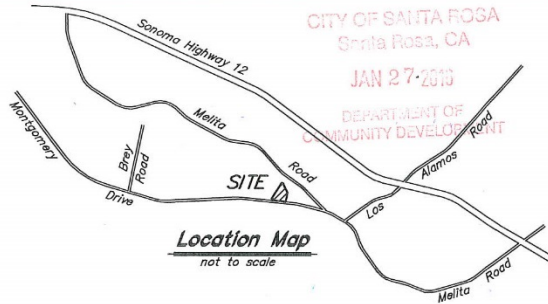 CITY OF SANTA ROSA
Santa Rosa, CA
JAN 27 2016
DEPARTMENT OF
COMMUNITY DEVELOPMENT
Sonoma Highway 12
Montgomery
Drive
Brey
Road
Melita
Road
SITE
Los
Alamos
Road
Location Map
not to scale
Melita
Road